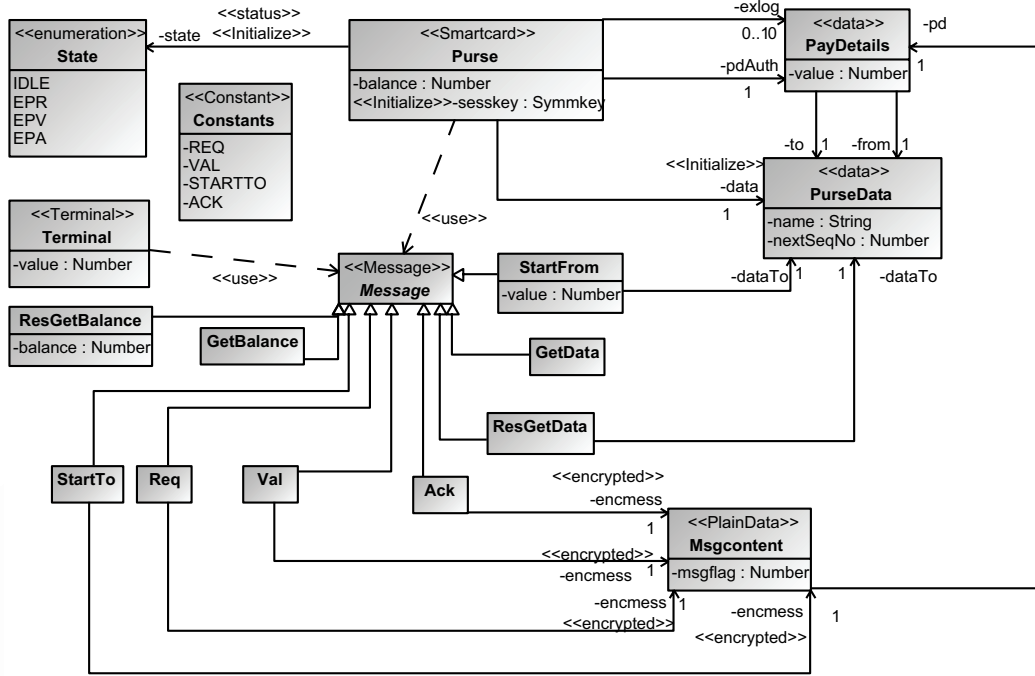 <<enumeration>>
State
IDLE
EPR
EPV
EPA
-state
<<status>>
<<Initialize>>
<<Smartcard>>
Purse
-balance : Number
<<Initialize>>-sesskey : Symmkey
-exlog
0..10
-pdAuth
1
<<data>>
PayDetails
-value : Number
-pd
1
<<Constant>>
Constants
-REQ
-VAL
-STARTTO
-ACK
-to
1
-from
1
<<Initialize>>
-data
1
<<data>>
PurseData
-name : String
-nextSeqNo : Number
<<Terminal>>
Terminal
-value : Number
<<use>>
<<use>>
<<Message>>
Message
StartFrom
-value : Number
-dataTo
1
1
-dataTo
ResGetBalance
-balance : Number
GetBalance
GetData
ResGetData
StartTo
Req
Val
Ack
<<encrypted>>
-encmess
1
<<PlainData>>
Msgcontent
-msgflag : Number
<<encrypted>>
-encmess
1
-encmess
1
<<encrypted>>
-encmess
1
<<encrypted>>